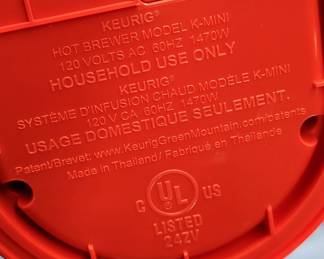 KEURIG®
HOT BREWER MODEL K-MINI
120 VOLTS AC 60HZ 1470W
HOUSEHOLD USE ONLY
KEURIG®
SYSTÈME D'INFUSION CHAUD MODÈLE K-MINI
120 V CA 60HZ 1470W
USAGE DOMESTIQUE SEULEMENT.
Patent/Brevet: www.KeurigGreenMountain.com/patents
Made in Thailand/ Fabriqué en Thaïlande
C UL US
LISTED
24ZV